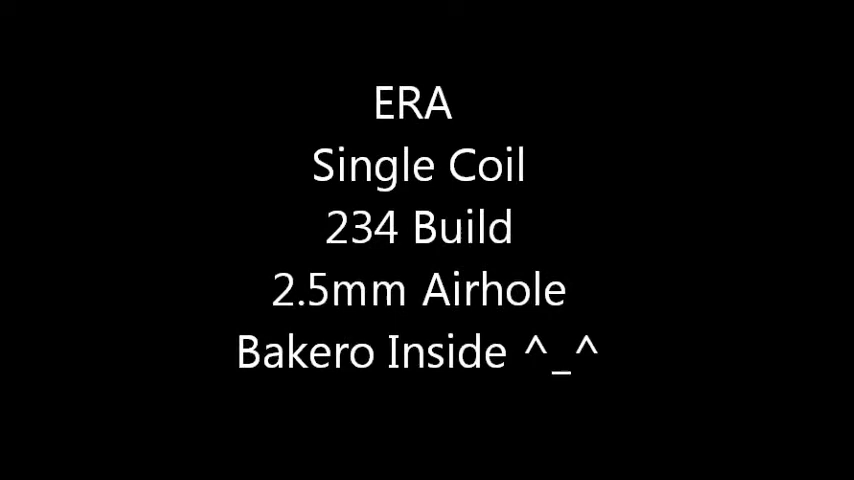 ERA
Single Coil
234 Build
2.5mm Airhole
Bakero Inside ^_^